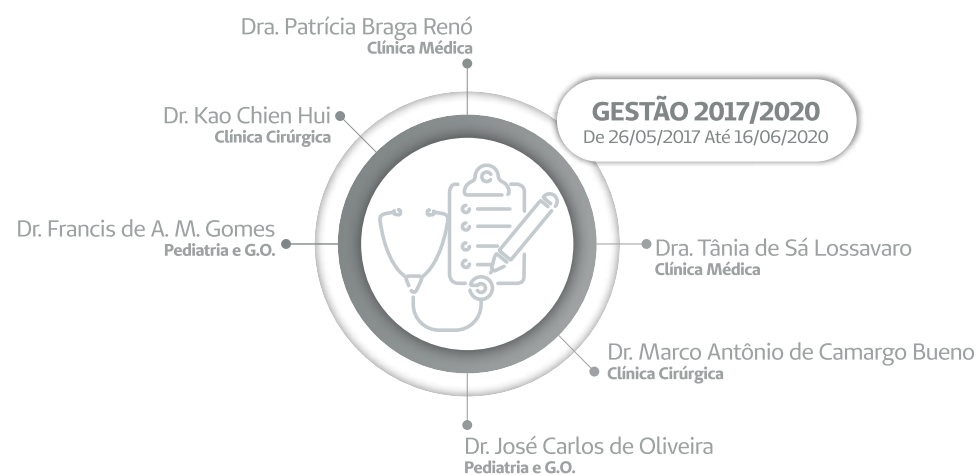 Dra. Patrícia Braga Renó
Clínica Médica
GESTÃO 2017/2020
De 26/05/2017 Até 16/06/2020
Dr. Kao Chien Hui
Clínica Cirúrgica
Dr. Francis de A. M. Gomes
Pediatria e G.O.
Dra. Tânia de Sá Lossavaro
Clínica Médica
Dr. Marco Antônio de Camargo Bueno
Clínica Cirúrgica
Dr. José Carlos de Oliveira
Pediatria e G.O.